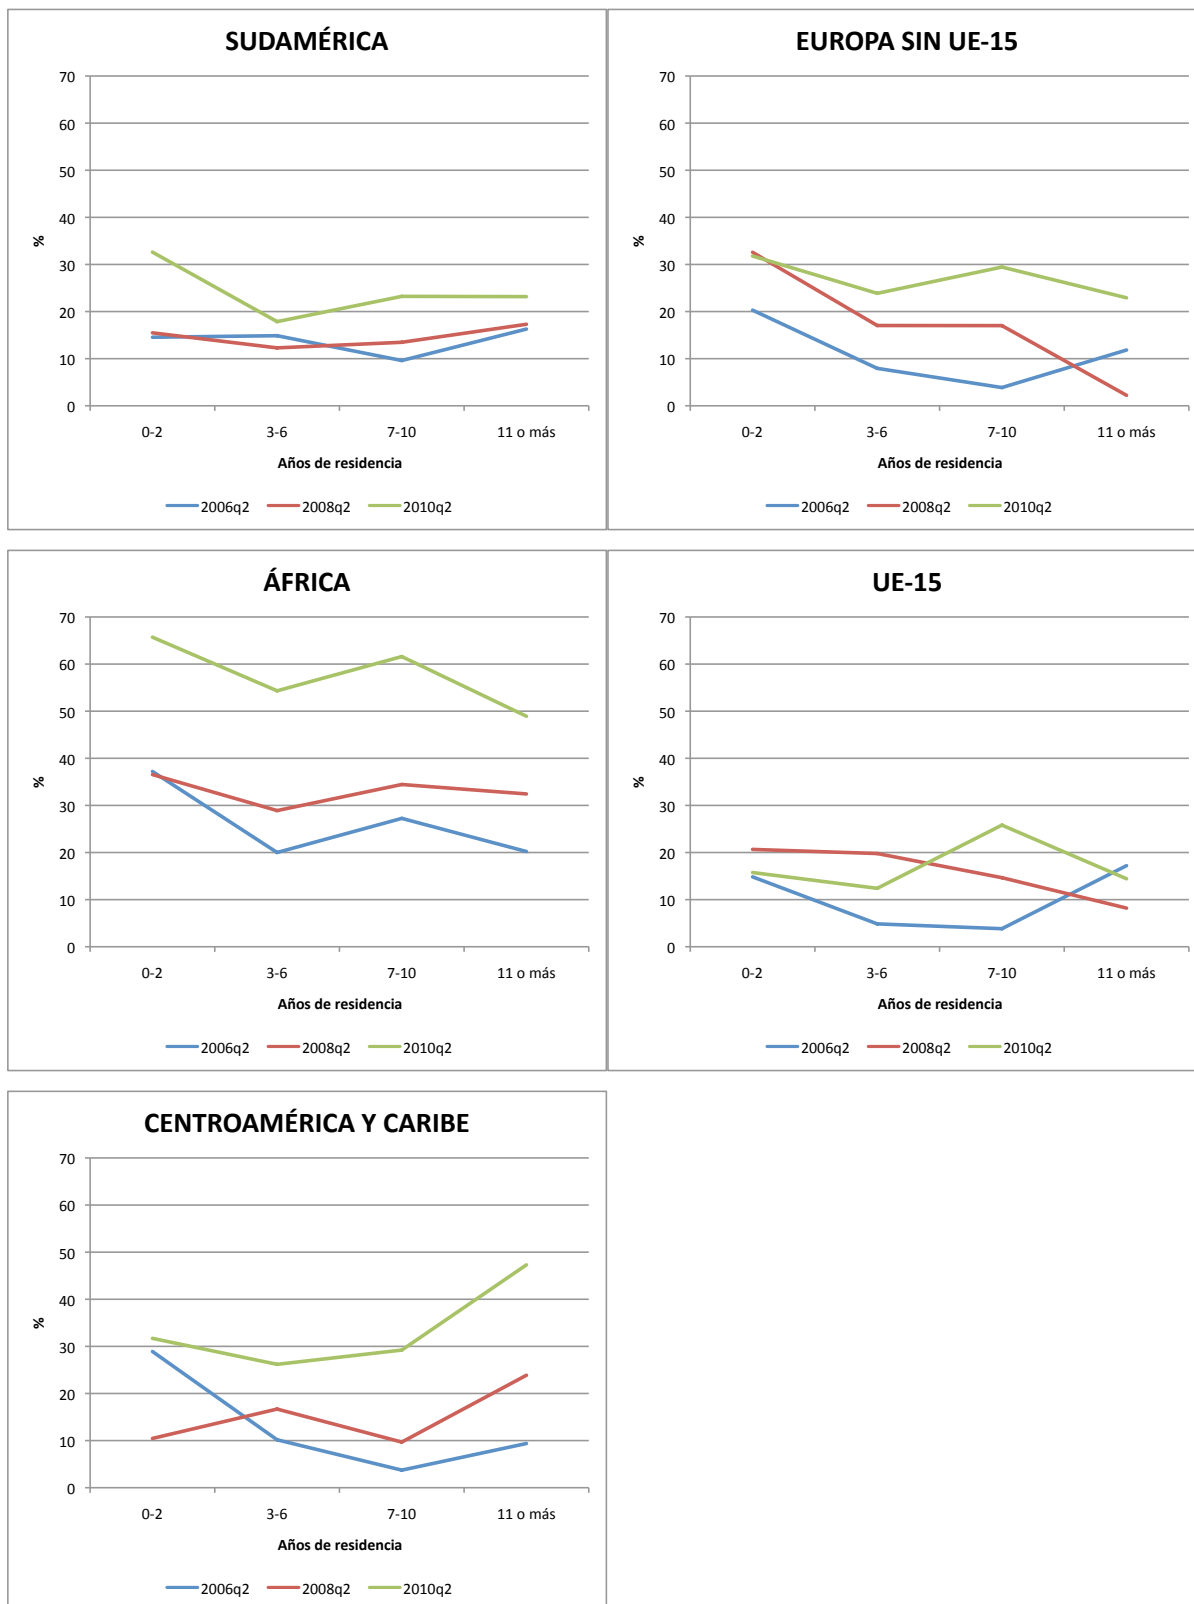 SUDAMÉRICA
70
60
50
40
30
20
10
0
%
0-2 3-6 7-10 11 o más
Años de residencia
2006q2 2008q2 2010q2
EUROPA SIN UE-15
70
60
50
40
30
20
10
0
%
0-2 3-6 7-10 11 o más
Años de residencia
2006q2 2008q2 2010q2
ÁFRICA
70
60
50
40
30
20
10
0
%
0-2 3-6 7-10 11 o más
Años de residencia
2006q2 2008q2 2010q2
UE-15
70
60
50
40
30
20
10
0
%
0-2 3-6 7-10 11 o más
Años de residencia
2006q2 2008q2 2010q2
CENTROAMÉRICA Y CARIBE
70
60
50
40
30
20
10
0
%
0-2 3-6 7-10 11 o más
Años de residencia
2006q2 2008q2 2010q2